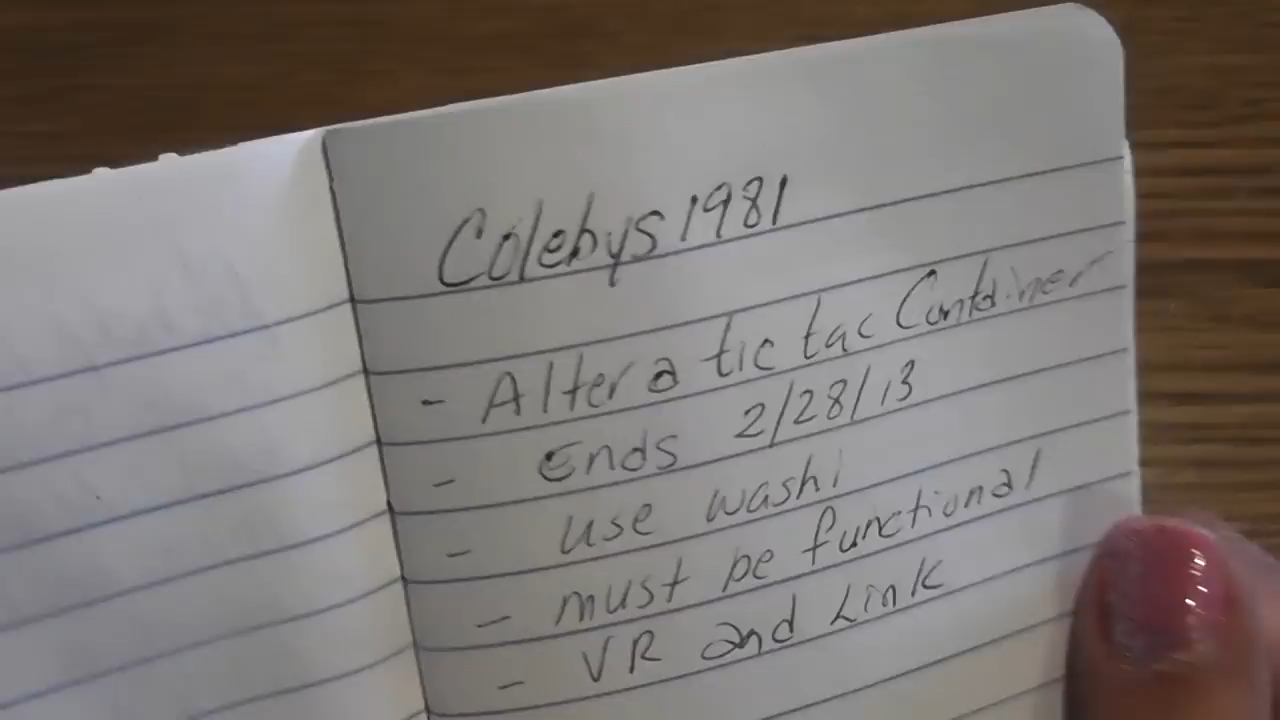 Colebys1981
- Alter a tic tac Container
- Ends 2/28/13
- use washi
- must be functional
- VR and Link